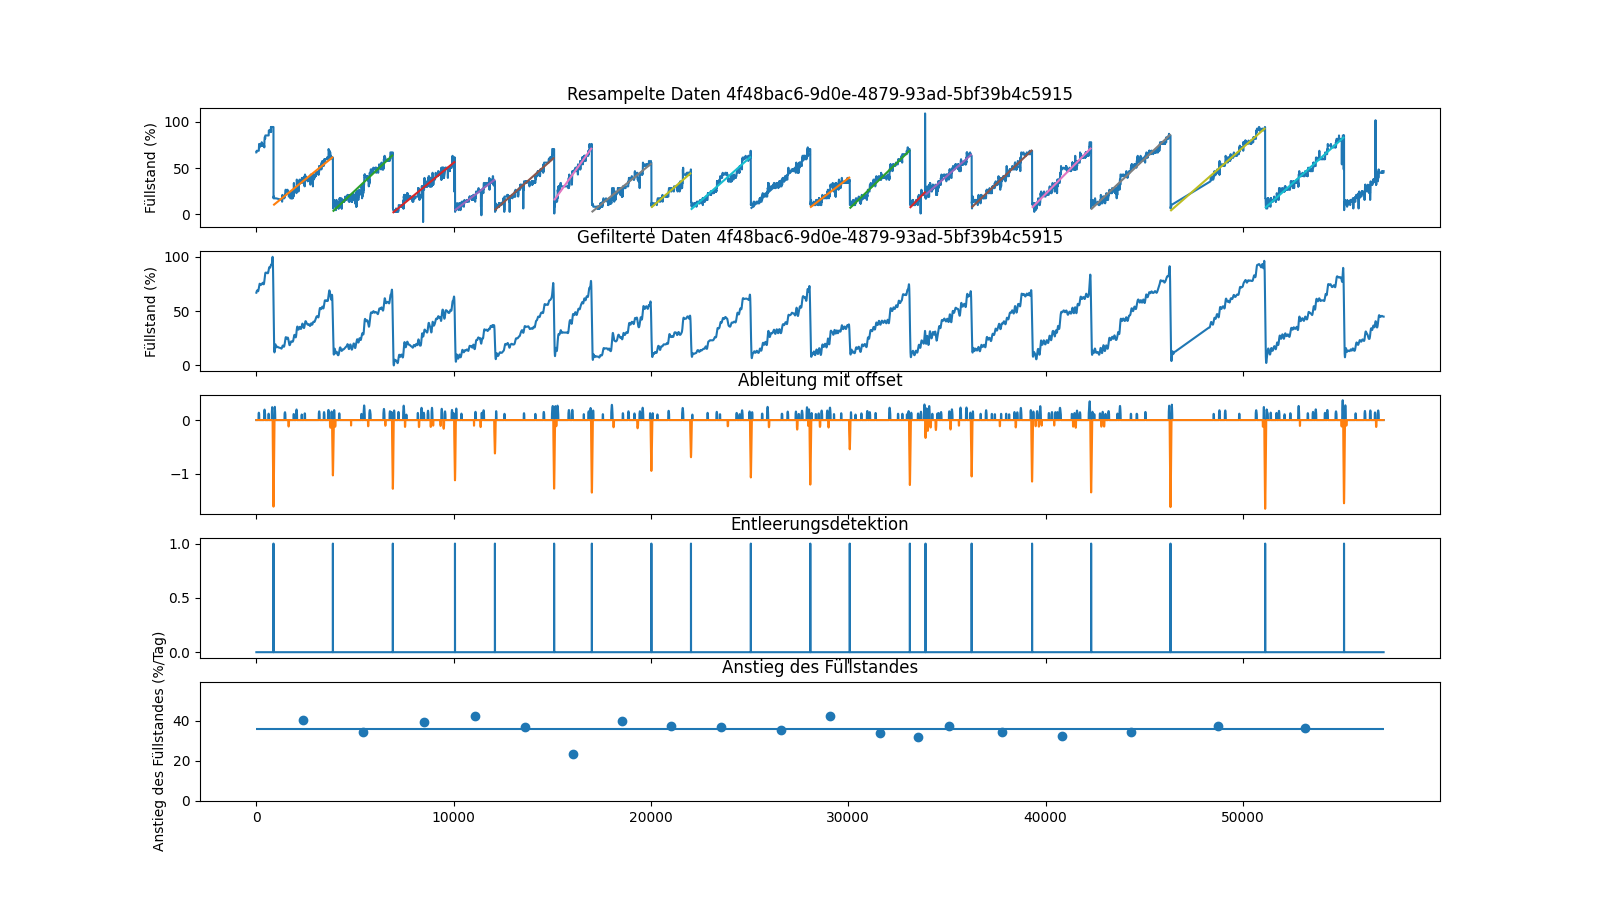 Resampelte Daten 4f48bac6-9d0e-4879-93ad-5bf39b4c5915
Füllstand (%)
100
50
0
Gefilterte Daten 4f48bac6-9d0e-4879-93ad-5bf39b4c5915
Füllstand (%)
100
50
0
Ableitung mit offset
0
−1
Entleerungsdetektion
1.0
0.5
0.0
Anstieg des Füllstandes
Anstieg des Füllstandes (%/Tag)
40
20
0
0 10000 20000 30000 40000 50000